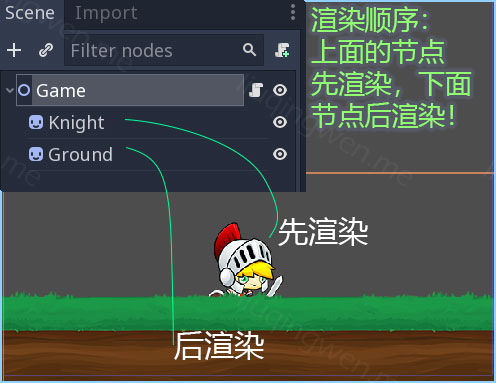 Scene Import
Filter nodes
Game
Knight
Ground
渲染顺序：
上面的节点
先渲染，下面
节点后渲染！
先渲染
后渲染